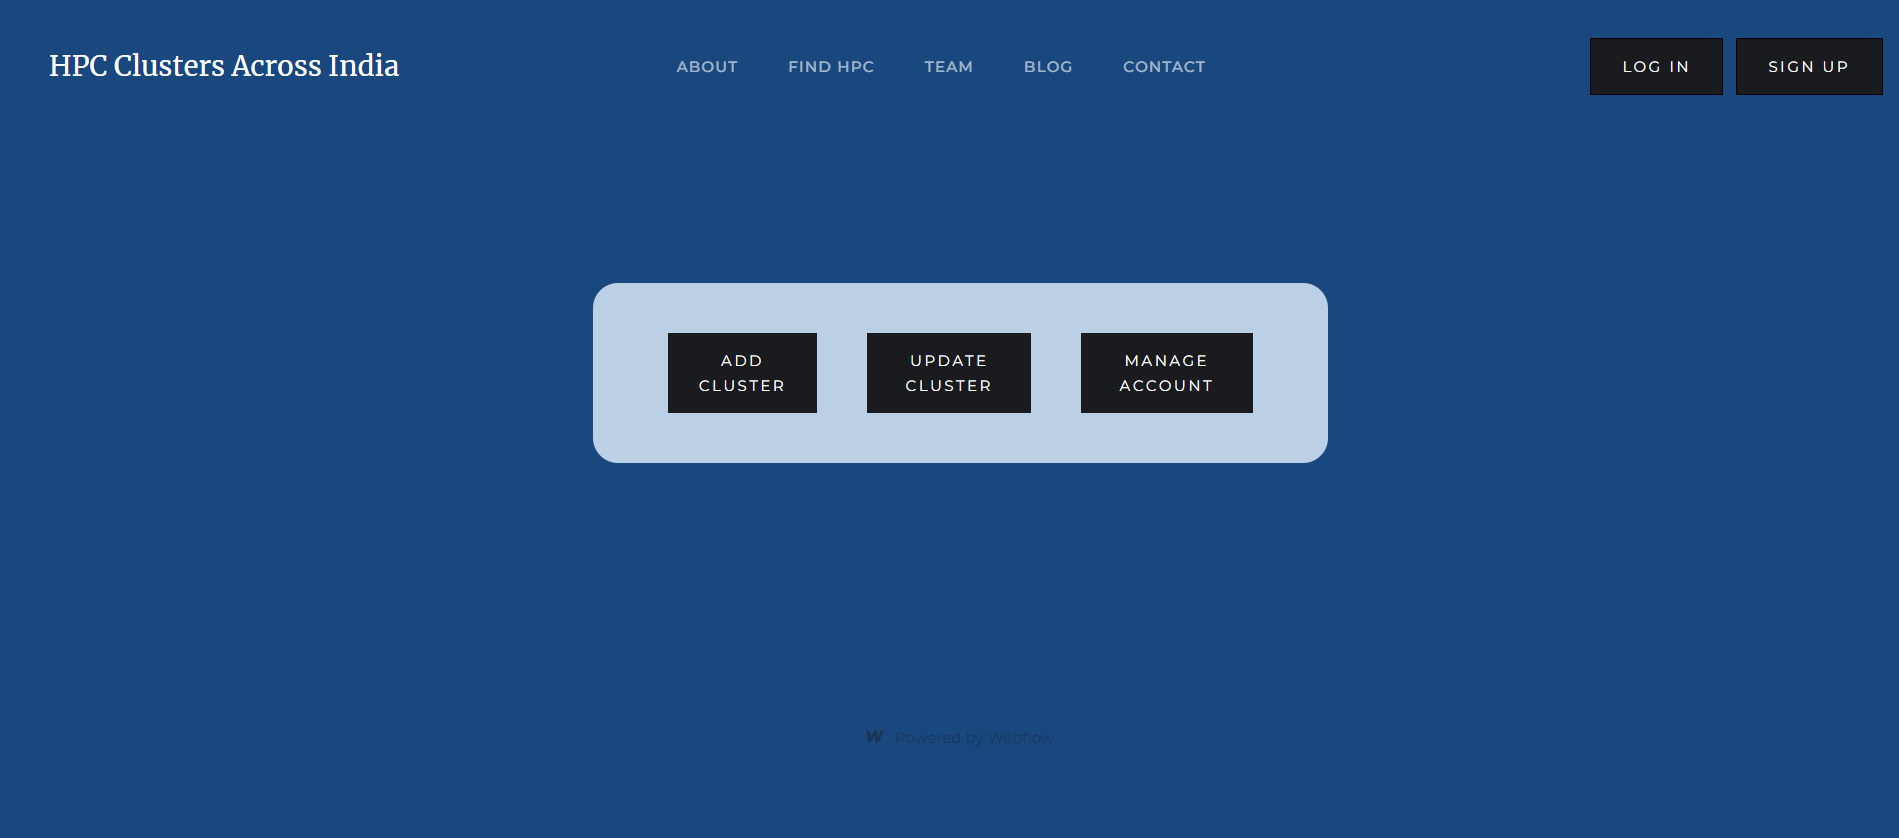 HPC Clusters Across India
ABOUT FIND HPC TEAM BLOG CONTACT
LOG IN SIGN UP
ADD
CLUSTER
UPDATE
CLUSTER
MANAGE
ACCOUNT
Powered by Webflow